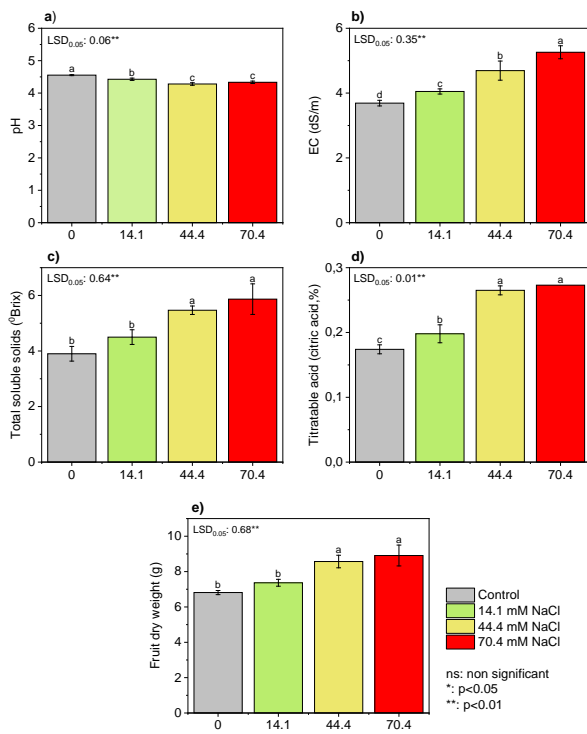 a)
LSD0.05: 0.06**
a
b
c
c
pH
6
5
4
3
2
1
0
0 14.1 44.4 70.4
b)
LSD0.05: 0.35**
d
c
b
a
EC (dS/m)
6
5
4
3
2
1
0
0 14.1 44.4 70.4
c)
LSD0.05: 0.64**
b
b
a
a
Total soluble solids (⁰Brix)
6
4
2
0
0 14.1 44.4 70.4
d)
LSD0.05: 0.01**
c
b
a
a
Titratable acid (citric acid,%)
0,3
0,2
0,1
0,0
0 14.1 44.4 70.4
e)
LSD0.05: 0.68**
b
b
a
a
Fruit dry weight (g)
10
8
6
4
2
0
0 14.1 44.4 70.4
Control
14.1 mM NaCl
44.4 mM NaCl
70.4 mM NaCl
ns: non significant
*: p<0.05
**: p<0.01